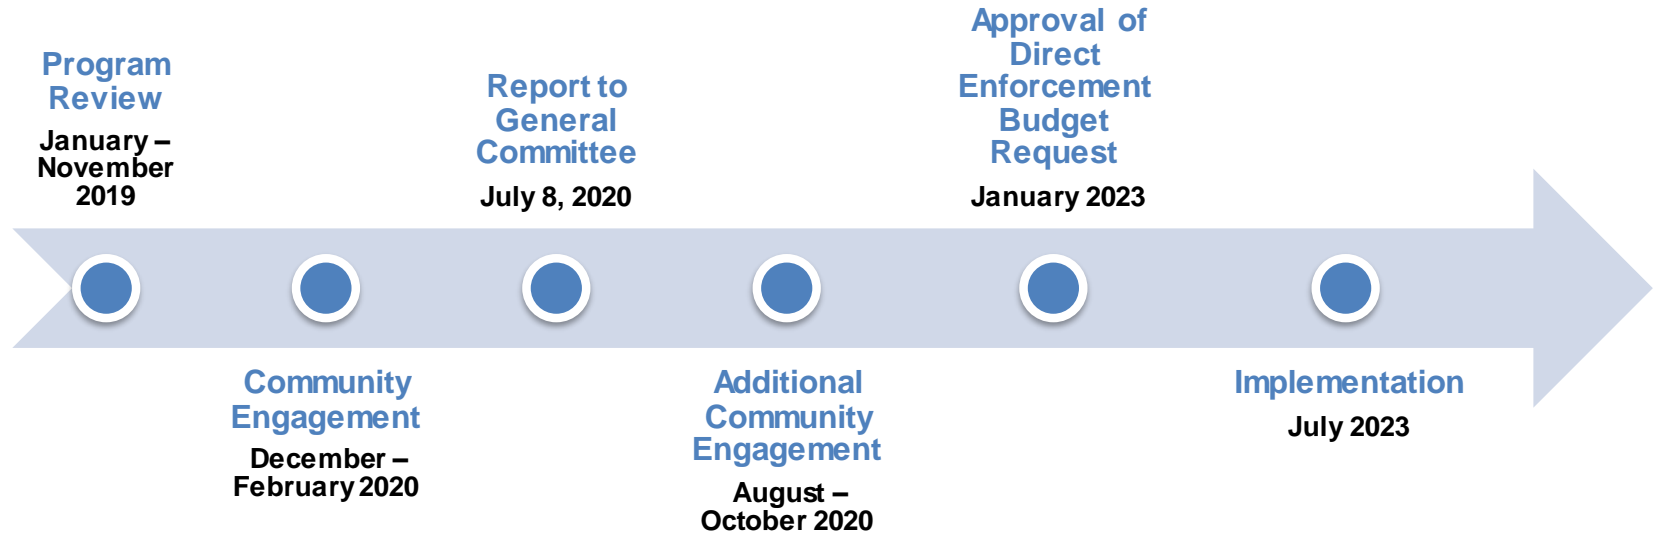 Program
Review
January –
November
2019
Community
Engagement
December –
February 2020
Report to
General
Committee
July 8, 2020
Additional
Community
Engagement
August –
October 2020
Approval of
Direct
Enforcement
Budget
Request
January 2023
Implementation
July 2023